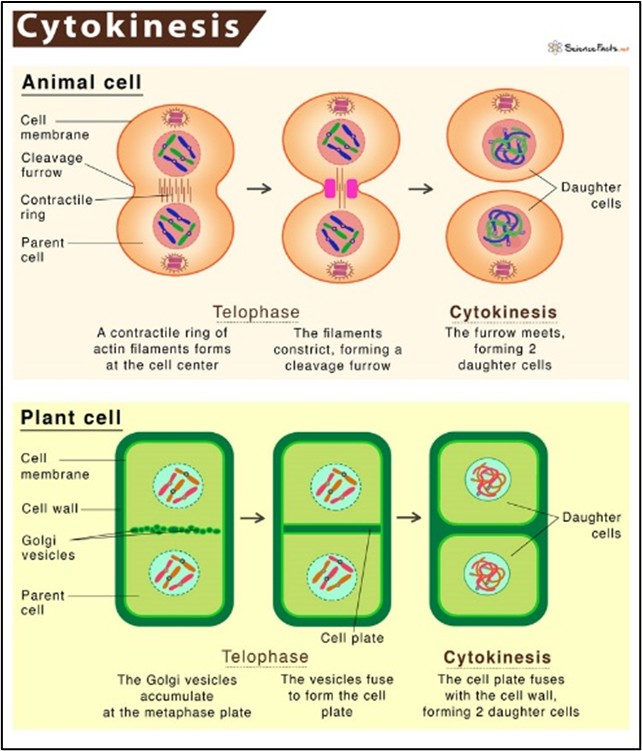 Cytokinesis
ScienceFacts.net
Animal cell
Cell
membrane
Cleavage
furrow
Contractile
ring
Parent
cell
Daughter
cells
Telophase
A contractile ring of
actin filaments forms
at the cell center
The filaments
constrict, forming a
cleavage furrow
Cytokinesis
The furrow meets,
forming 2
daughter cells
Plant cell
Cell
membrane
Cell wall
Golgi
vesicles
Parent
cell
Daughter
cells
Cell plate
Telophase
The Golgi vesicles
accumulate
at the metaphase plate
The vesicles fuse
to form the cell
plate
Cytokinesis
The cell plate fuses
with the cell wall,
forming 2 daughter cells